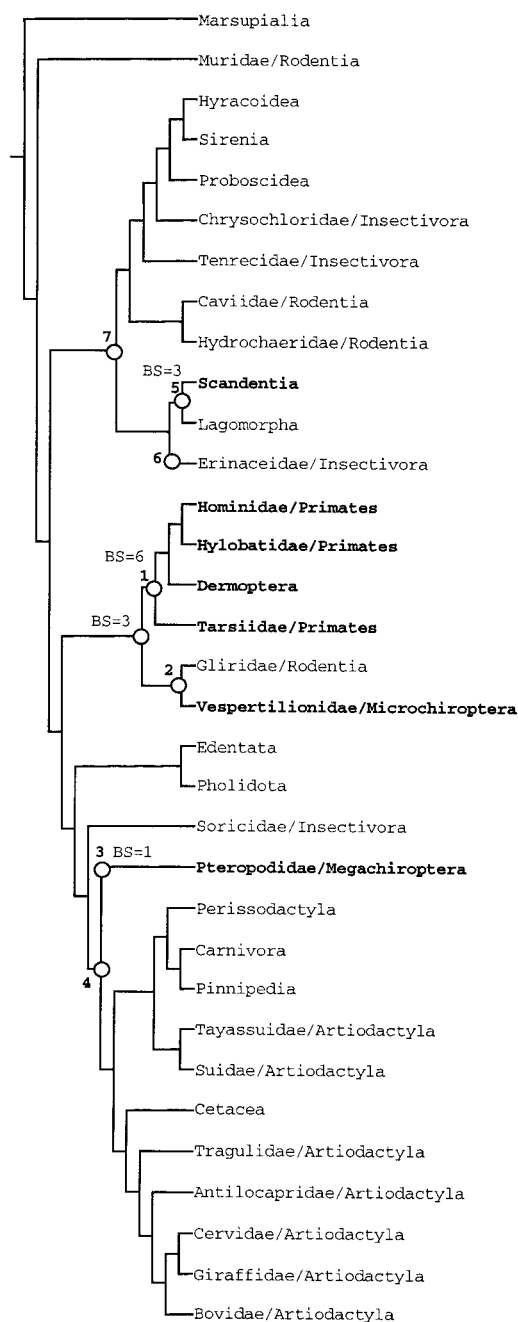 Marsupialia
Muridae/Rodentia
Hyracoidea
Sirenia
Proboscidea
Chrysochloridae/Insectivora
Tenrecidae/Insectivora
Caviidae/Rodentia
7
Hydrochaeridae/Rodentia
BS=3
5
Scandentia
Lagomorpha
6
Erinaceidae/Insectivora
Hominidae/Primates
Hylobatidae/Primates
BS=6
1
Dermoptera
BS=3
Tarsiidae/Primates
2
Gliridae/Rodentia
Vespertilionidae/Microchiroptera
Edentata
Pholidota
Soricidae/Insectivora
3 BS=1
Pteropodidae/Megachiroptera
Perissodactyla
Carnivora
4
Pinnipedia
Tayassuidae/Artiodactyla
Suidae/Artiodactyla
Cetacea
Tragulidae/Artiodactyla
Antilocapridae/Artiodactyla
Cervidae/Artiodactyla
Giraffidae/Artiodactyla
Bovidae/Artiodactyla